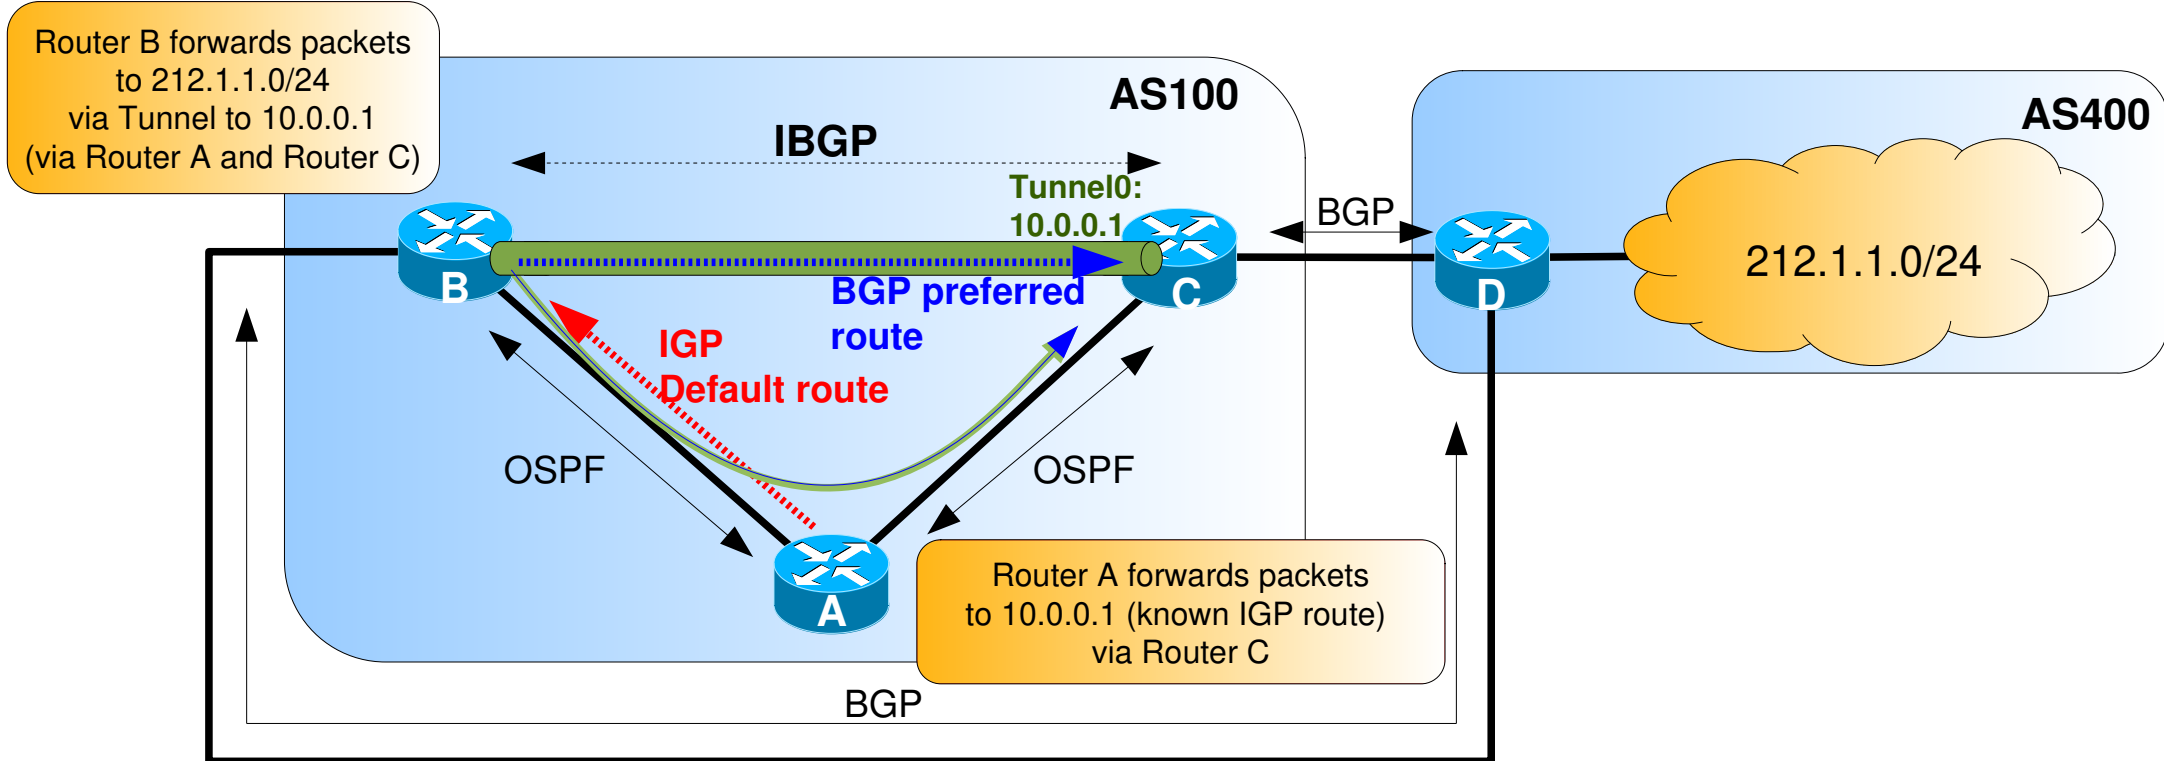 Router B forwards packets
to 212.1.1.0/24
via Tunnel to 10.0.0.1
(via Router A and Router C)
AS100
AS400
IBGP
Tunnel0:
10.0.0.1
BGP
212.1.1.0/24
B
C
D
BGP preferred
route
IGP
Default route
OSPF
OSPF
A
Router A forwards packets
to 10.0.0.1 (known IGP route)
via Router C
BGP